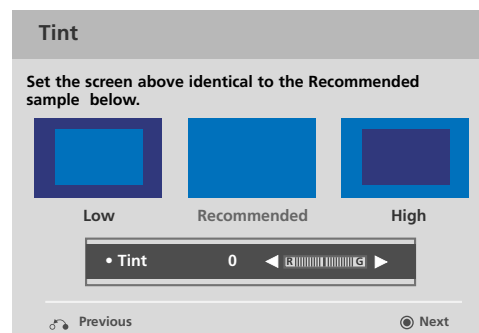 Tint
Set the screen above identical to the Recommended
sample below.
Low Recommended High
• Tint 0 R G
Previous Next